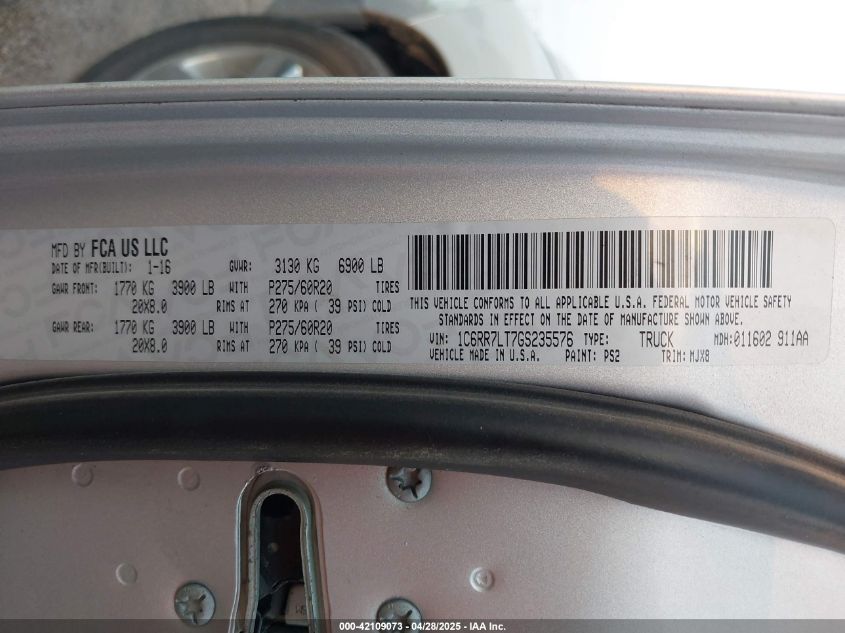 MFD BY FCA US LLC
DATE OF MFR(BUILT): 1-16 GVWR: 3130 KG 6900 LB
GAWR FRONT: 1770 KG 3900 LB WITH P275/60R20 TIRES
20X8.0 RIMS AT 270 KPA ( 39 PSI) COLD
GAWR REAR: 1770 KG 3900 LB WITH P275/60R20 TIRES
20X8.0 RIMS AT 270 KPA ( 39 PSI) COLD
THIS VEHICLE CONFORMS TO ALL APPLICABLE U.S.A. FEDERAL MOTOR VEHICLE SAFETY
STANDARDS IN EFFECT ON THE DATE OF MANUFACTURE SHOWN ABOVE.
VIN: 1C6RR7LT7GS235576 TYPE: TRUCK MDH:011602 911AA
VEHICLE MADE IN U.S.A. PAINT: PS2 TRIM: MJX8
000-42109073 - 04/28/2025 - IAA Inc.